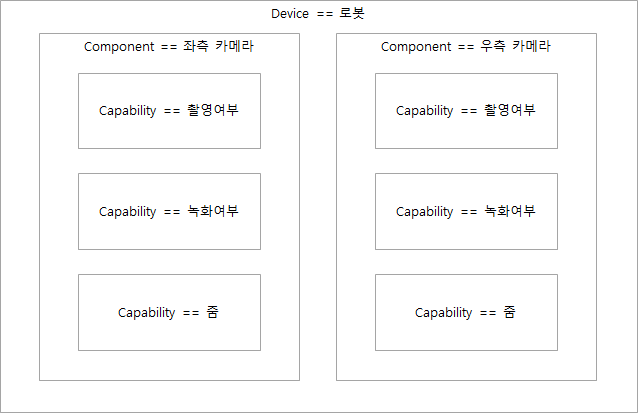 Device == 로봇
Component == 좌측 카메라
Capability == 촬영여부
Capability == 녹화여부
Capability == 줌
Component == 우측 카메라
Capability == 촬영여부
Capability == 녹화여부
Capability == 줌